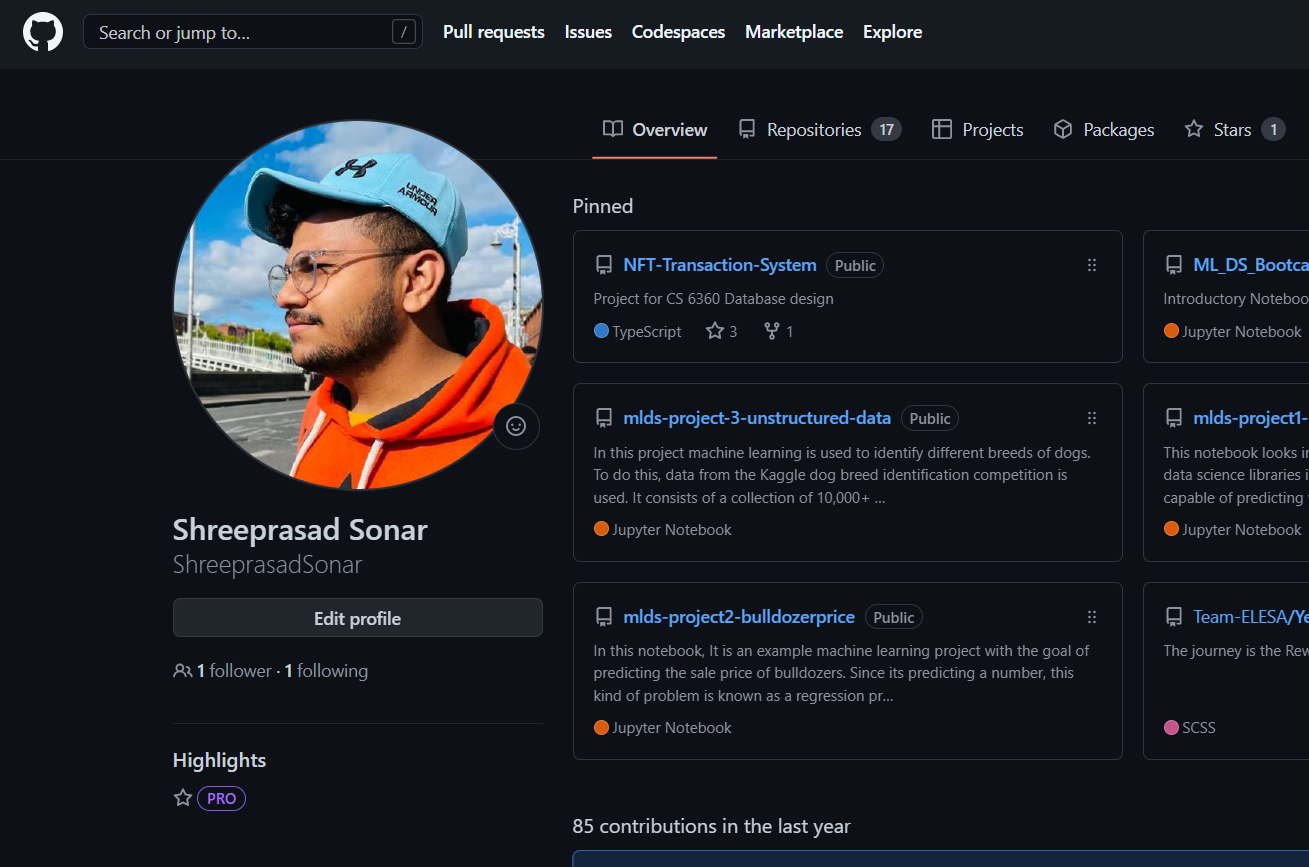 Search or jump to... /
Pull requests Issues Codespaces Marketplace Explore
Overview Repositories 17 Projects Packages Stars 1
UNDER
ARMOUR
Shreeprasad Sonar
ShreeprasadSonar
Edit profile
1 follower · 1 following
Highlights
PRO
Pinned
NFT-Transaction-System Public
Project for CS 6360 Database design
TypeScript 3 1
ML_DS_Bootca
Introductory Noteboo
Jupyter Notebook
mlds-project-3-unstructured-data Public
In this project machine learning is used to identify different breeds of dogs.
To do this, data from the Kaggle dog breed identification competition is
used. It consists of a collection of 10,000+ ...
Jupyter Notebook
mlds-project1-
This notebook looks in
data science libraries i
capable of predicting
Jupyter Notebook
mlds-project2-bulldozerprice Public
In this notebook, It is an example machine learning project with the goal of
predicting the sale price of bulldozers. Since its predicting a number, this
kind of problem is known as a regression pr...
Jupyter Notebook
Team-ELESA/Ye
The journey is the Rew
SCSS
85 contributions in the last year